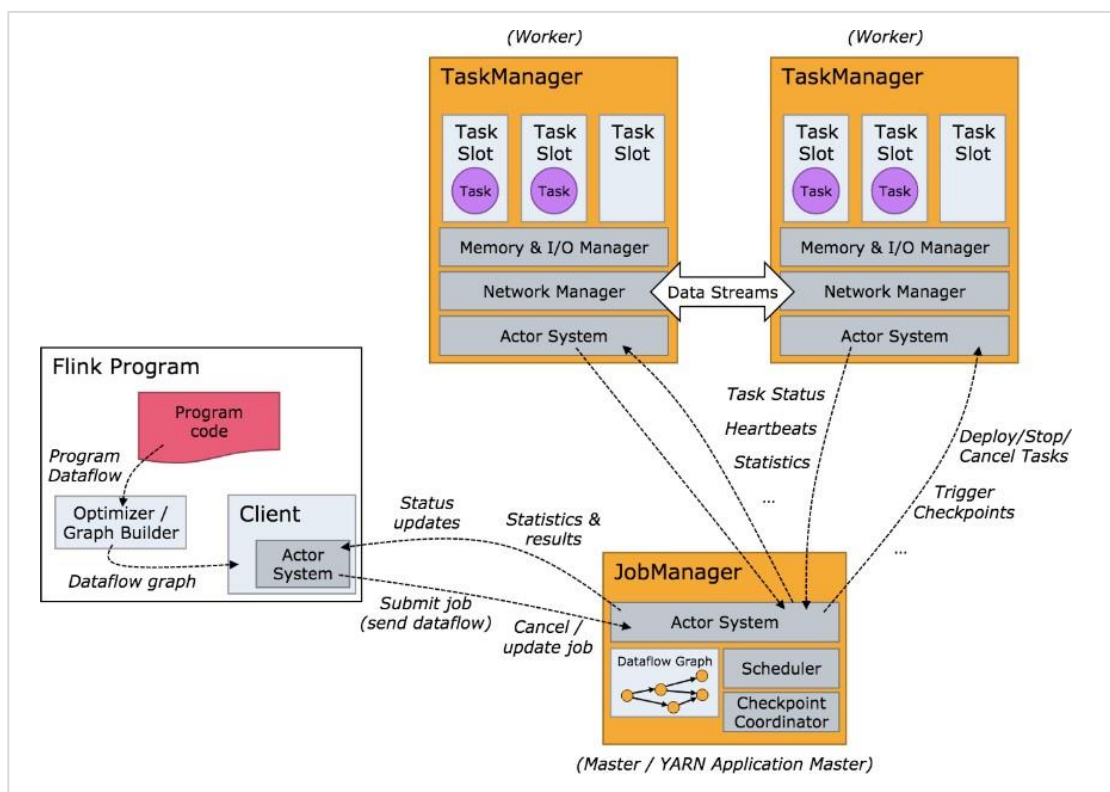 (Worker)
(Worker)
TaskManager
TaskManager
Task
Slot
Task
Task
Slot
Task
Task
Slot
Task
Slot
Task
Task
Slot
Task
Task
Slot
Memory & I/O Manager
Memory & I/O Manager
Network Manager
Data Streams
Network Manager
Actor System
Actor System
Flink Program
Program
code
Program
Dataflow
Optimizer /
Graph Builder
Dataflow graph
Client
Actor
System
Task Status
Heartbeats
Statistics
...
Deploy/Stop/
Cancel Tasks
Trigger
Checkpoints
...
Status
updates
Statistics &
results
Submit job
(send dataflow)
Cancel /
update job
JobManager
Actor System
Dataflow Graph
Scheduler
Checkpoint
Coordinator
(Master / YARN Application Master)